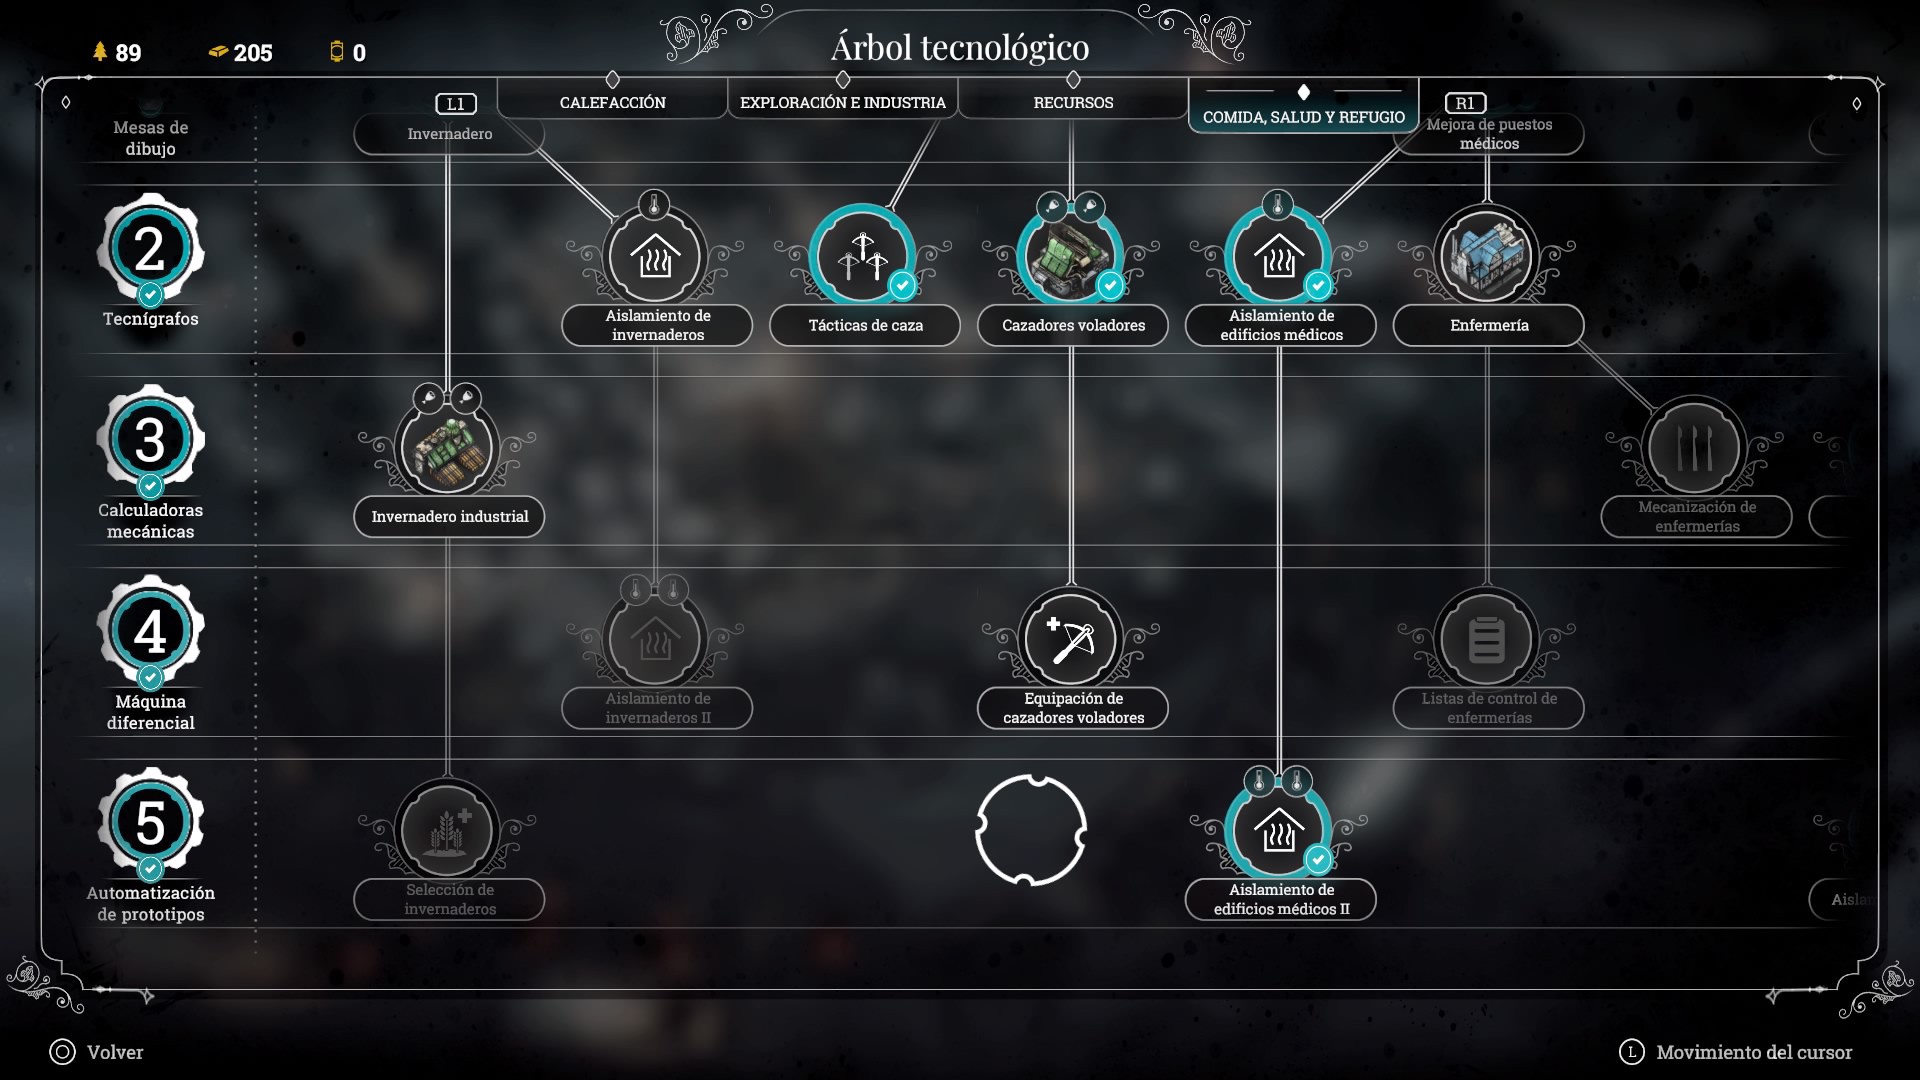 89
205
0
Árbol tecnológico
L1
CALEFACCIÓN
EXPLORACIÓN E INDUSTRIA
RECURSOS
COMIDA, SALUD Y REFUGIO
R1
Mesas de
dibujo
Invernadero
Mejora de puestos
médicos
2
Tecnígrafos
Aislamiento de
invernaderos
Tácticas de caza
Cazadores voladores
Aislamiento de
edificios médicos
Enfermería
3
Calculadoras
mecánicas
Invernadero industrial
Mecanización de
enfermerías
4
Máquina
diferencial
Aislamiento de
invernaderos II
Equipación de
cazadores voladores
Listas de control de
enfermerías
5
Automatización
de prototipos
Selección de
invernaderos
Aislamiento de
edificios médicos II
Volver
L
Movimiento del cursor